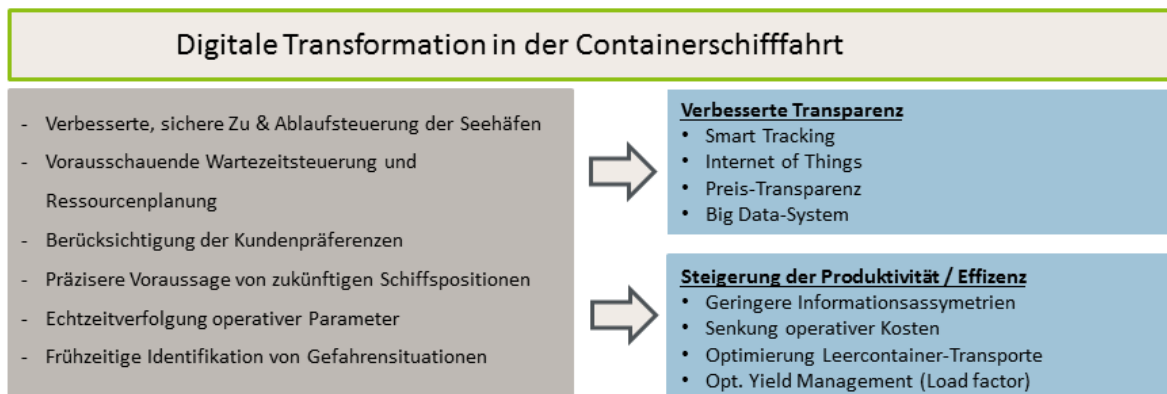 Digitale Transformation in der Containerschifffahrt
- Verbesserte, sichere Zu & Ablaufsteuerung der Seehäfen
- Vorausschauende Wartezeitsteuerung und
Ressourcenplanung
- Berücksichtigung der Kundenpräferenzen
- Präzisere Voraussage von zukünftigen Schiffspositionen
- Echtzeitverfolgung operativer Parameter
- Frühzeitige Identifikation von Gefahrensituationen
Verbesserte Transparenz
• Smart Tracking
• Internet of Things
• Preis-Transparenz
• Big Data-System
Steigerung der Produktivität / Effizenz
• Geringere Informationsassymetrien
• Senkung operativer Kosten
• Optimierung Leercontainer-Transporte
• Opt. Yield Management (Load factor)